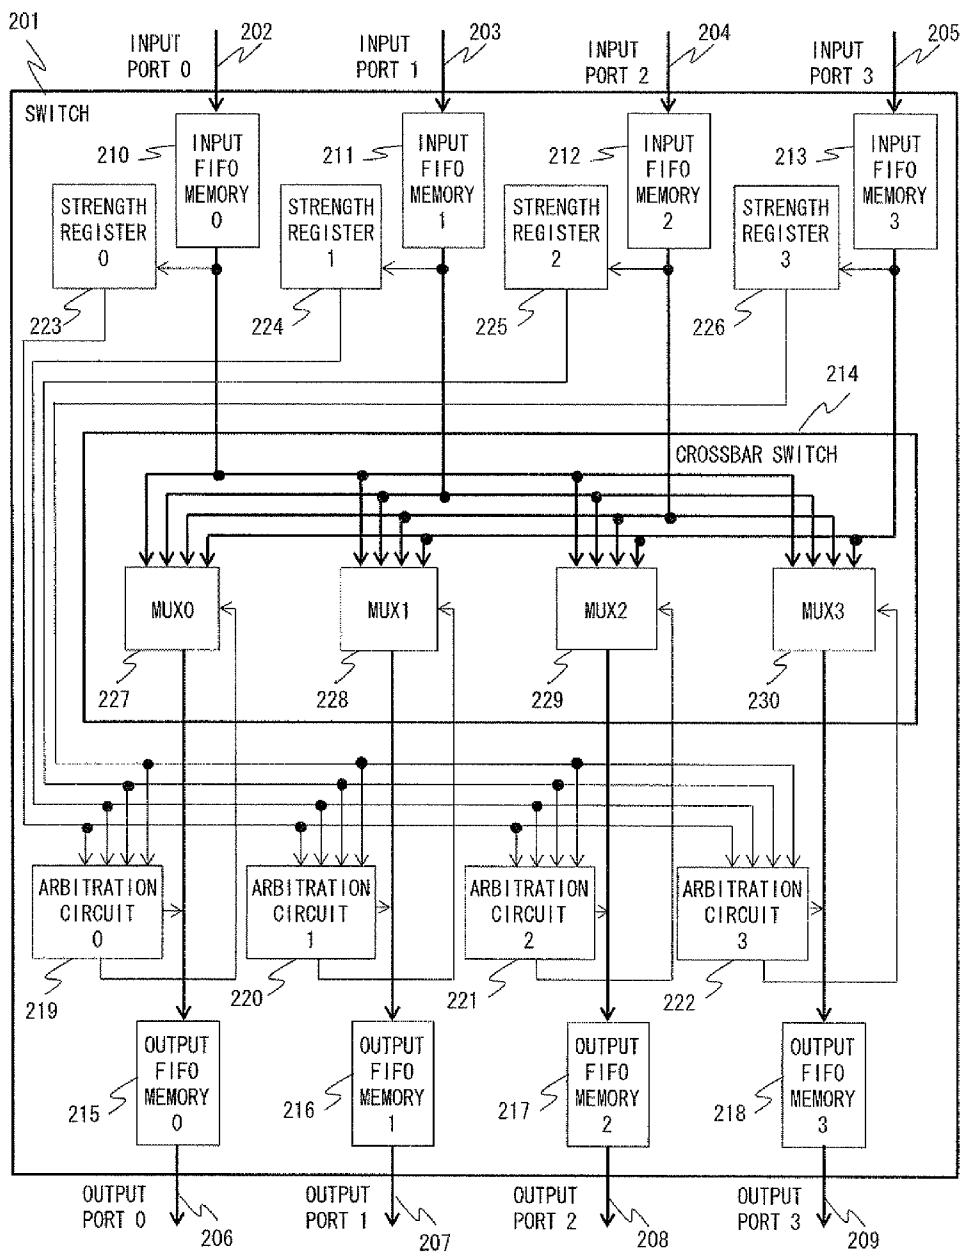 201
INPUT
PORT 0
202
INPUT
PORT 1
203
INPUT
PORT 2
204
INPUT
PORT 3
205
SWITCH
210
INPUT
FIFO
MEMORY
0
211
INPUT
FIFO
MEMORY
1
212
INPUT
FIFO
MEMORY
2
213
INPUT
FIFO
MEMORY
3
STRENGTH
REGISTER
0
STRENGTH
REGISTER
1
STRENGTH
REGISTER
2
STRENGTH
REGISTER
3
223
224
225
226
214
CROSSBAR SWITCH
MUX0
MUX1
MUX2
MUX3
227
228
229
230
ARBITRATION
CIRCUIT
0
ARBITRATION
CIRCUIT
1
ARBITRATION
CIRCUIT
2
ARBITRATION
CIRCUIT
3
219
220
221
222
OUTPUT
FIFO
MEMORY
0
215
OUTPUT
FIFO
MEMORY
1
216
OUTPUT
FIFO
MEMORY
2
217
OUTPUT
FIFO
MEMORY
3
218
OUTPUT
PORT 0
206
OUTPUT
PORT 1
207
OUTPUT
PORT 2
208
OUTPUT
PORT 3
209